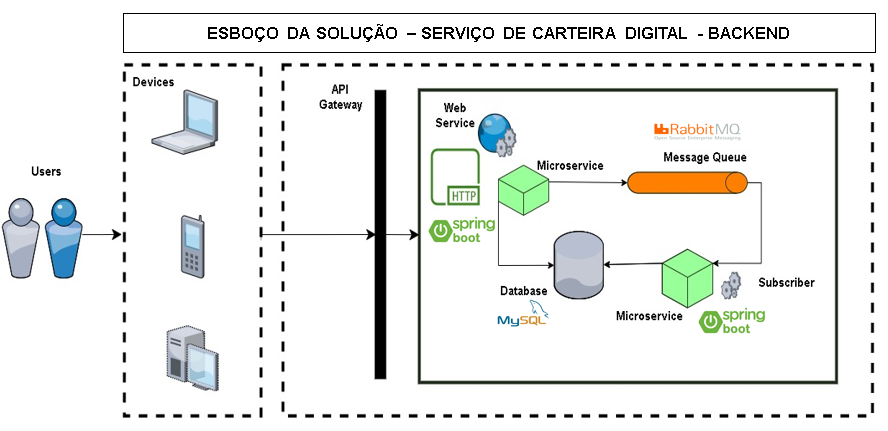 ESBOÇO DA SOLUÇÃO – SERVIÇO DE CARTEIRA DIGITAL - BACKEND
Devices
API
Gateway
Web
Service
RabbitMQ
Open Source Enterprise Messaging
Message Queue
Microservice
HTTP
spring
boot
Users
Database
MySQL
Subscriber
Microservice
spring
boot